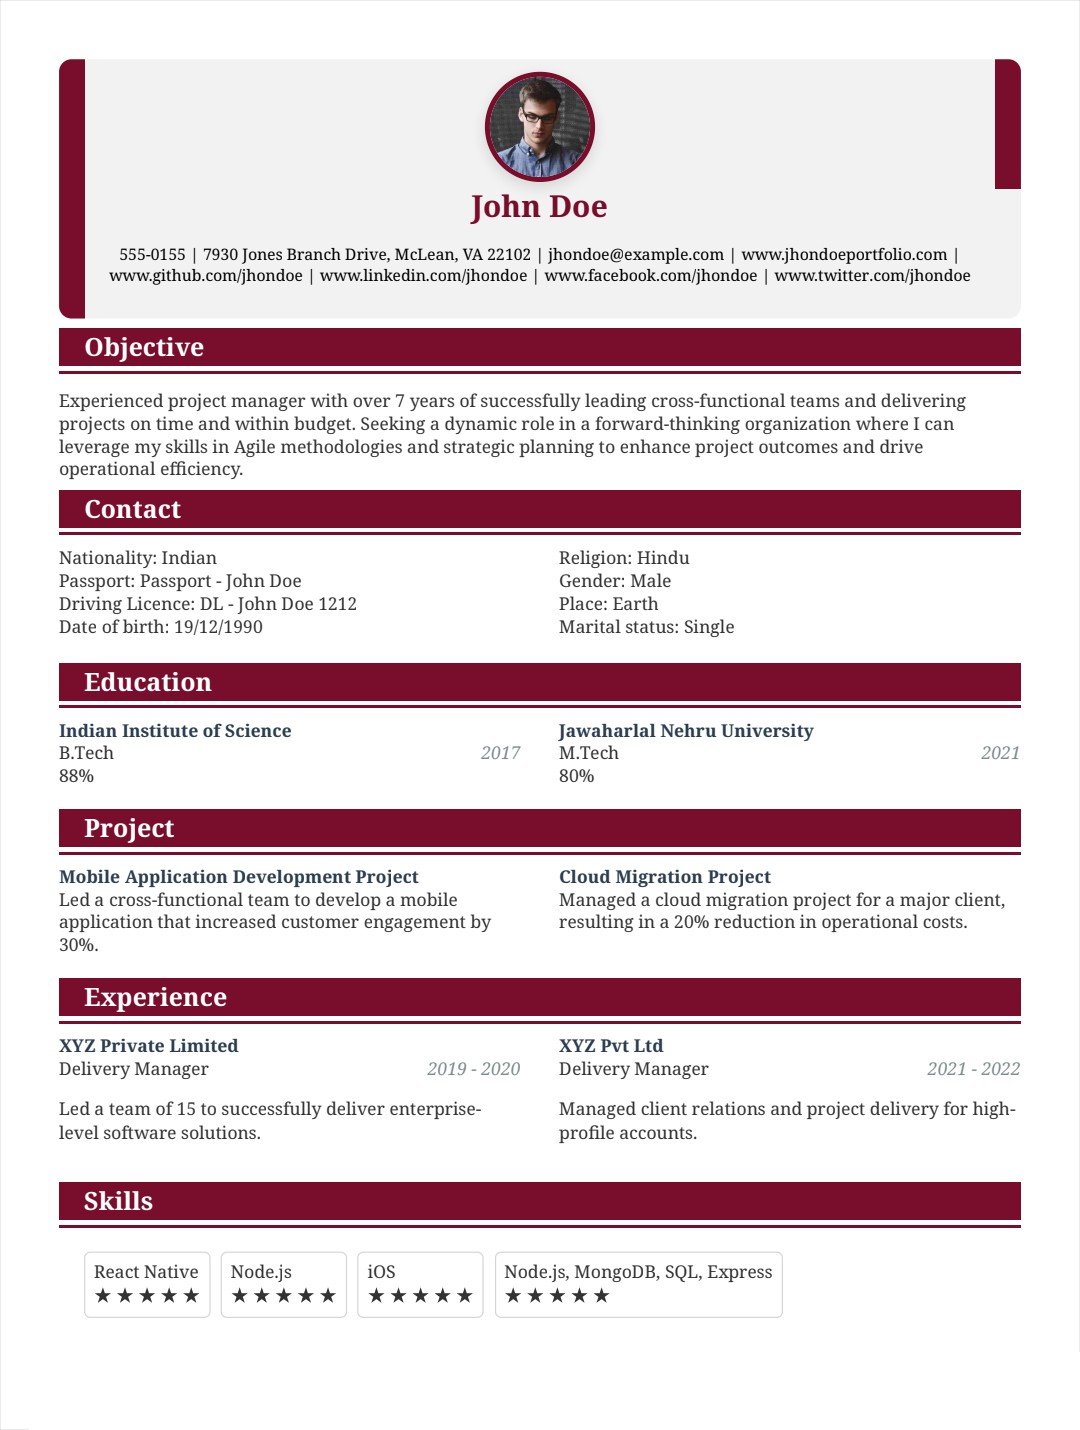 John Doe
555-0155 | 7930 Jones Branch Drive, McLean, VA 22102 | jhondoe@example.com | www.jhondoeportfolio.com |
www.github.com/jhondoe | www.linkedin.com/jhondoe | www.facebook.com/jhondoe | www.twitter.com/jhondoe
Objective
Experienced project manager with over 7 years of successfully leading cross-functional teams and delivering
projects on time and within budget. Seeking a dynamic role in a forward-thinking organization where I can
leverage my skills in Agile methodologies and strategic planning to enhance project outcomes and drive
operational efficiency.
Contact
Nationality: Indian
Passport: Passport - John Doe
Driving Licence: DL - John Doe 1212
Date of birth: 19/12/1990
Religion: Hindu
Gender: Male
Place: Earth
Marital status: Single
Education
Indian Institute of Science
B.Tech 2017
88%
Jawaharlal Nehru University
M.Tech 2021
80%
Project
Mobile Application Development Project
Led a cross-functional team to develop a mobile
application that increased customer engagement by
30%.
Cloud Migration Project
Managed a cloud migration project for a major client,
resulting in a 20% reduction in operational costs.
Experience
XYZ Private Limited
Delivery Manager 2019 - 2020
Led a team of 15 to successfully deliver enterprise-
level software solutions.
XYZ Pvt Ltd
Delivery Manager 2021 - 2022
Managed client relations and project delivery for high-
profile accounts.
Skills
React Native
★★★★★
Node.js
★★★★★
iOS
★★★★★
Node.js, MongoDB, SQL, Express
★★★★★